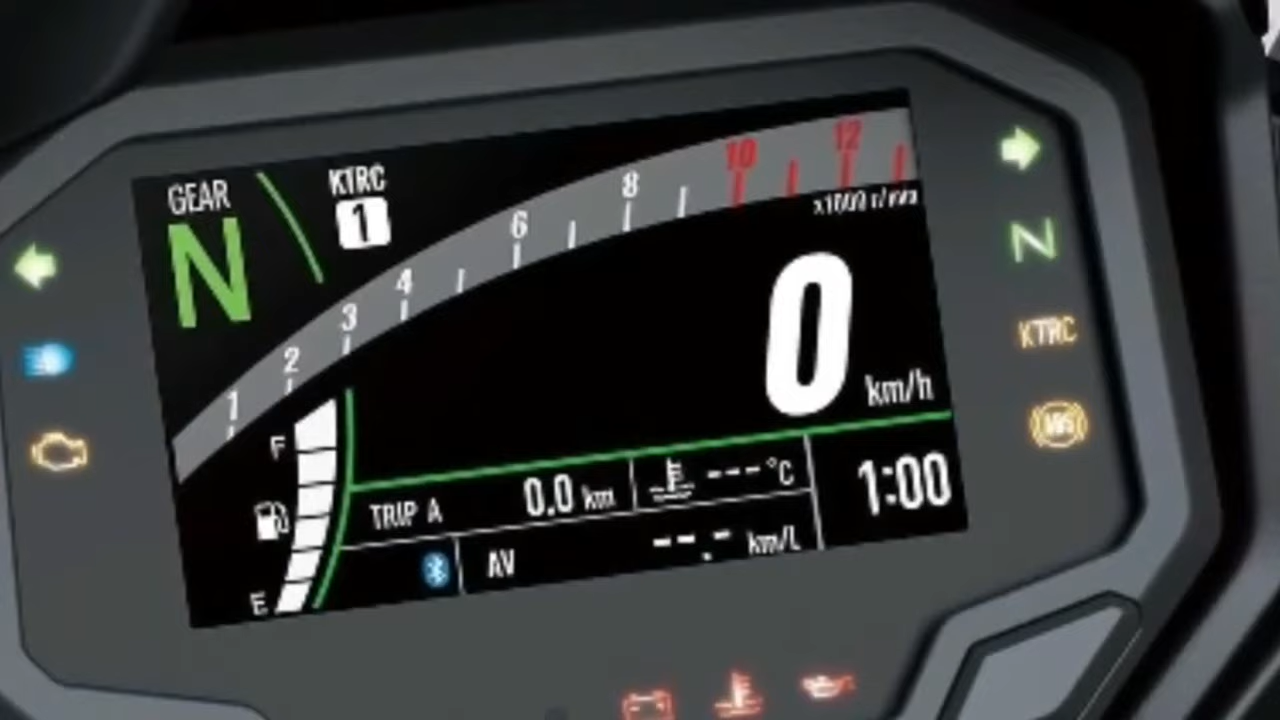 GEAR
N
KTRC
1
1
2
3
4
6
8
10
12
x1000 r/min
0
km/h
N
KTRC
ABS
F
E
TRIP A
0.0 km
---°C
1:00
AV
--.- km/L